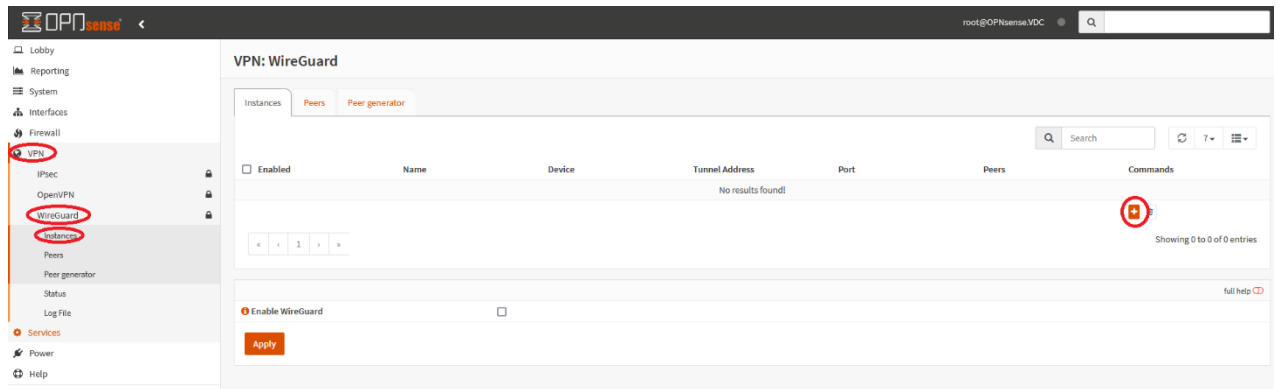 OPNsense
root@OPNsense.VDC
Lobby
Reporting
System
Interfaces
Firewall
VPN
IPsec
OpenVPN
WireGuard
Instances
Peers
Peer generator
Status
Log File
Services
Power
Help
VPN: WireGuard
Instances Peers Peer generator
Search 7
Enabled Name Device Tunnel Address Port Peers Commands
No results found!
« ‹ 1 › »
Showing 0 to 0 of 0 entries
full help
Enable WireGuard
Apply